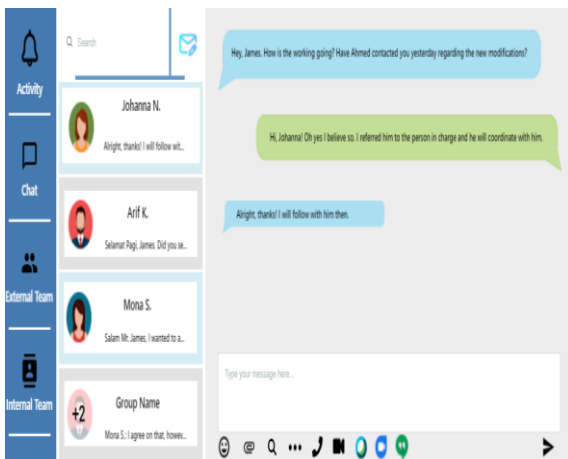 Activity
Chat
External Team
Internal Team
Search
Johanna N.
Alright, thanks! I will follow wit...
Arif K.
Selamat Pagi, James. Did you se...
Mona S.
Salam Mr. James, I wanted to a...
+2
Group Name
Mona S.: I agree on that, howev...
Hey, James. How is the working going? Have Ahmed contacted you yesterday regarding the new modifications?
Hi, Johanna! Oh yes I believe so. I referred him to the person in charge and he will coordinate with him.
Alright, thanks! I will follow with him then.
Type your message here...